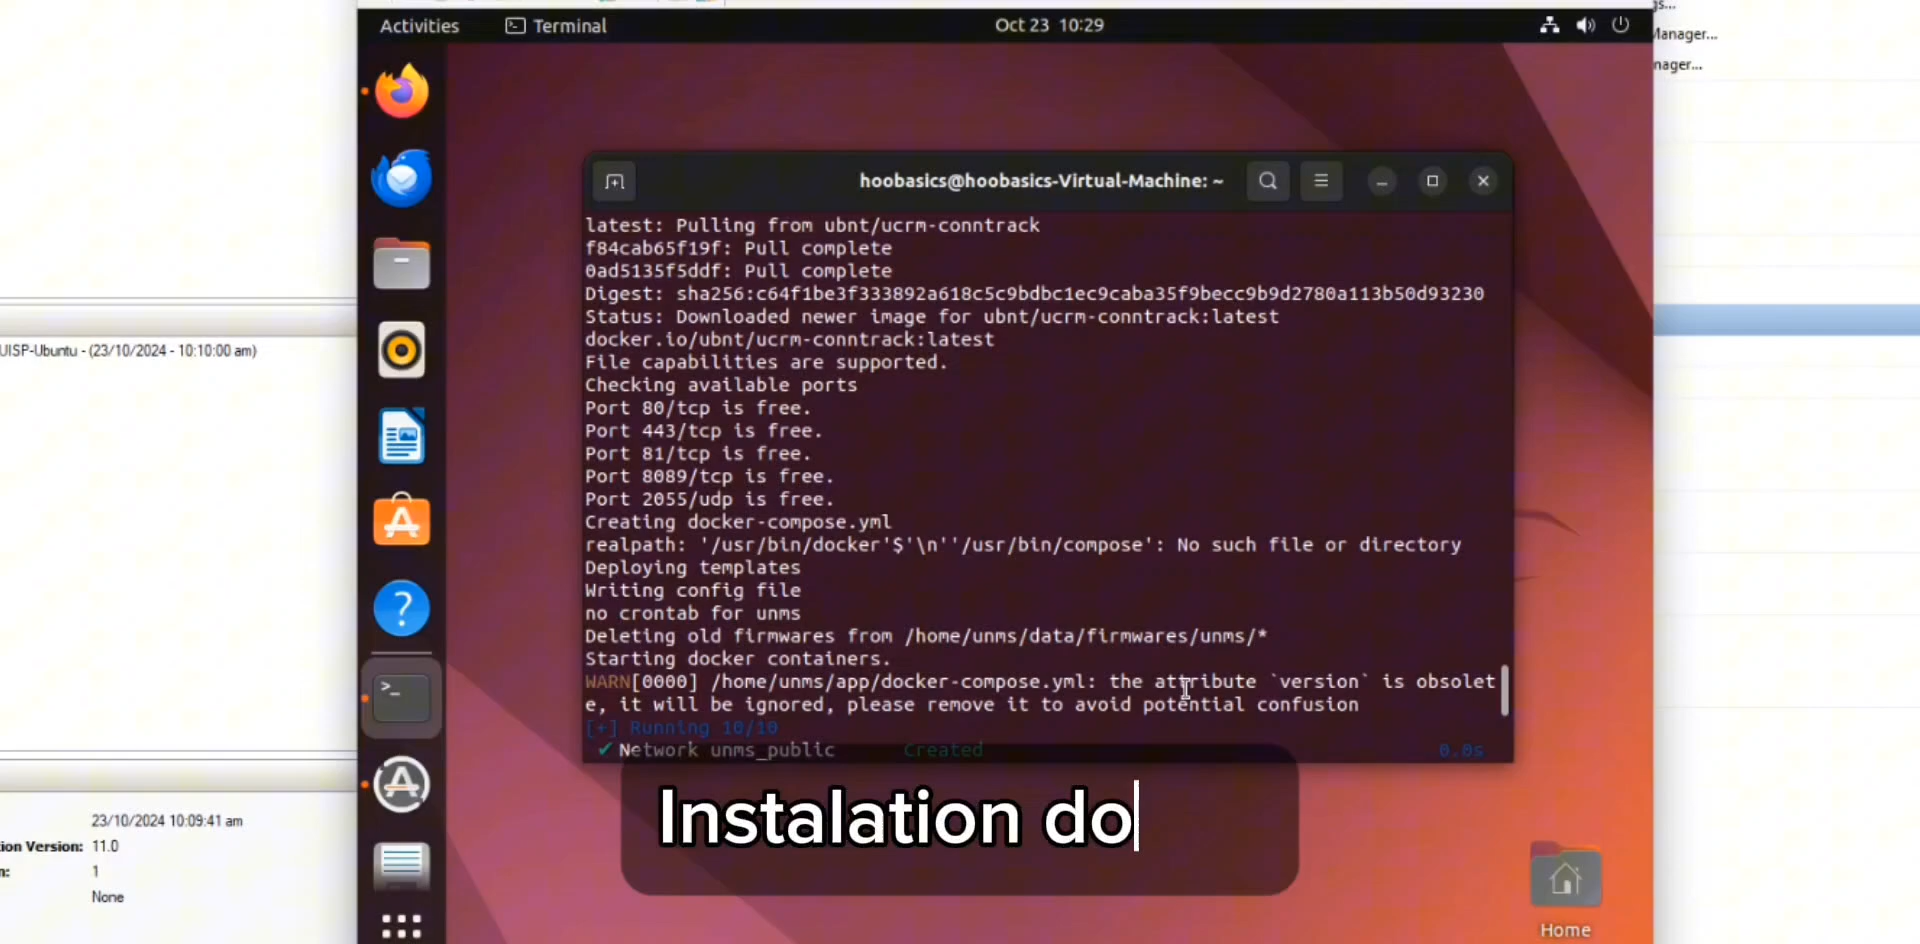 gs...
Activities
Terminal
Oct 23 10:29
Manager...
nager...
hoobasics@hoobasics-Virtual-Machine: ~
latest: Pulling from ubnt/ucrm-conntrack
f84cab65f19f: Pull complete
0ad5135f5ddf: Pull complete
Digest: sha256:c64f1be3f333892a618c5c9bdbc1ec9caba35f9becc9b9d2780a113b50d93230
Status: Downloaded newer image for ubnt/ucrm-conntrack:latest
docker.io/ubnt/ucrm-conntrack:latest
File capabilities are supported.
Checking available ports
Port 80/tcp is free.
Port 443/tcp is free.
Port 81/tcp is free.
Port 8089/tcp is free.
Port 2055/udp is free.
Creating docker-compose.yml
realpath: '/usr/bin/docker'$'\n''/usr/bin/compose': No such file or directory
Deploying templates
Writing config file
no crontab for unms
Deleting old firmwares from /home/unms/data/firmwares/unms/*
Starting docker containers.
WARN[0000] /home/unms/app/docker-compose.yml: the attribute `version` is obsolet
e, it will be ignored, please remove it to avoid potential confusion
[+] Running 10/10
✔ Network unms_public Created 0.0s
UISP-Ubuntu - (23/10/2024 - 10:10:00 am)
Instalation do
23/10/2024 10:09:41 am
ion Version: 11.0
n: 1
None
Home